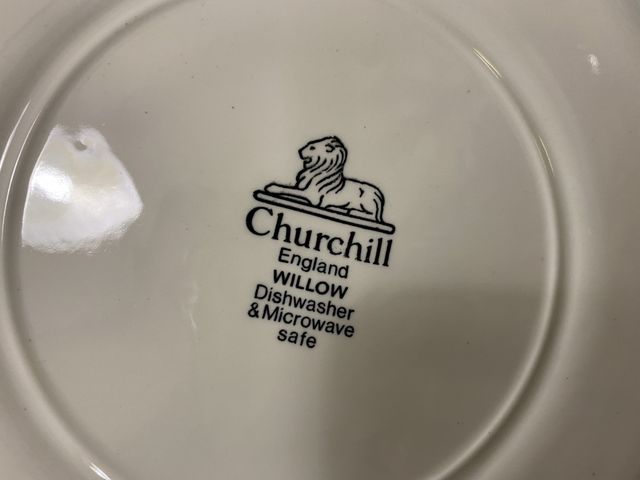 Churchill
England
WILLOW
Dishwasher
&Microwave
safe